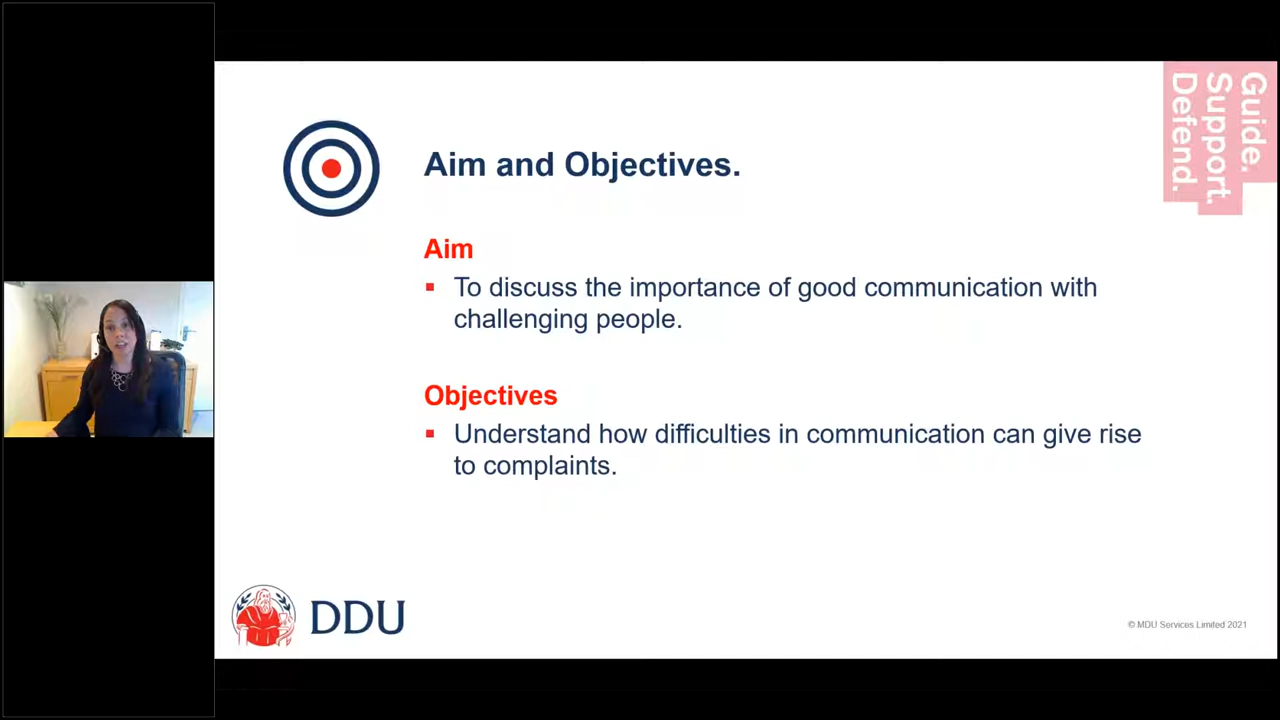 Guide.
Support.
Defend.
Aim and Objectives.
Aim
▪ To discuss the importance of good communication with
challenging people.
Objectives
▪ Understand how difficulties in communication can give rise
to complaints.
DDU
© MDU Services Limited 2021